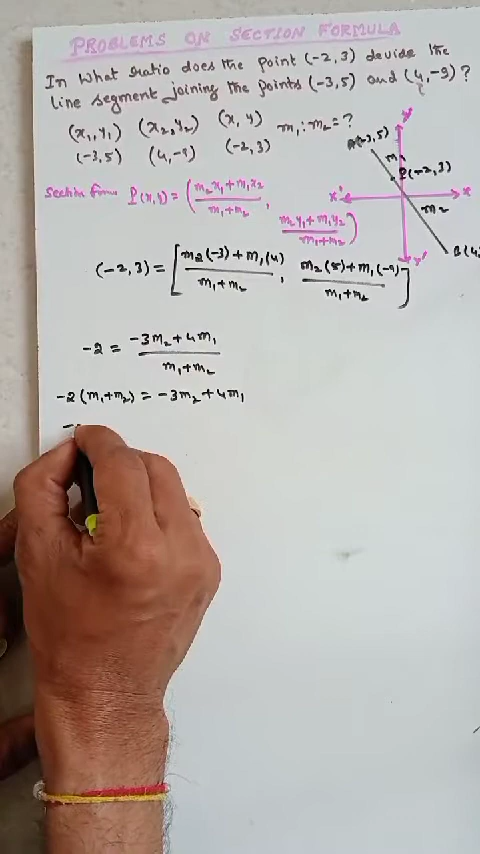 PROBLEMS ON SECTION FORMULA
In what ratio does the point (-2,3) devide the
line segment joining the points (-3,5) and (4,-9) ?
(x₁,y₁) (x₂,y₂) (x, y) m₁:m₂=?
(-3,5) (4,-9) (-2,3)
A(-3,5)
m₁
P(-2,3)
m₂
B(4
Y
X' X
Y'
Section form P(x,y) = ( m₂x₁+m₁x₂ / m₁+m₂ , m₂y₁+m₁y₂ / m₁+m₂ )
(-2,3) = [ m₂(-3)+m₁(4) / m₁+m₂ , m₂(5)+m₁(-9) / m₁+m₂ ]
-2 = -3m₂+4m₁ / m₁+m₂
-2(m₁+m₂) = -3m₂+4m₁